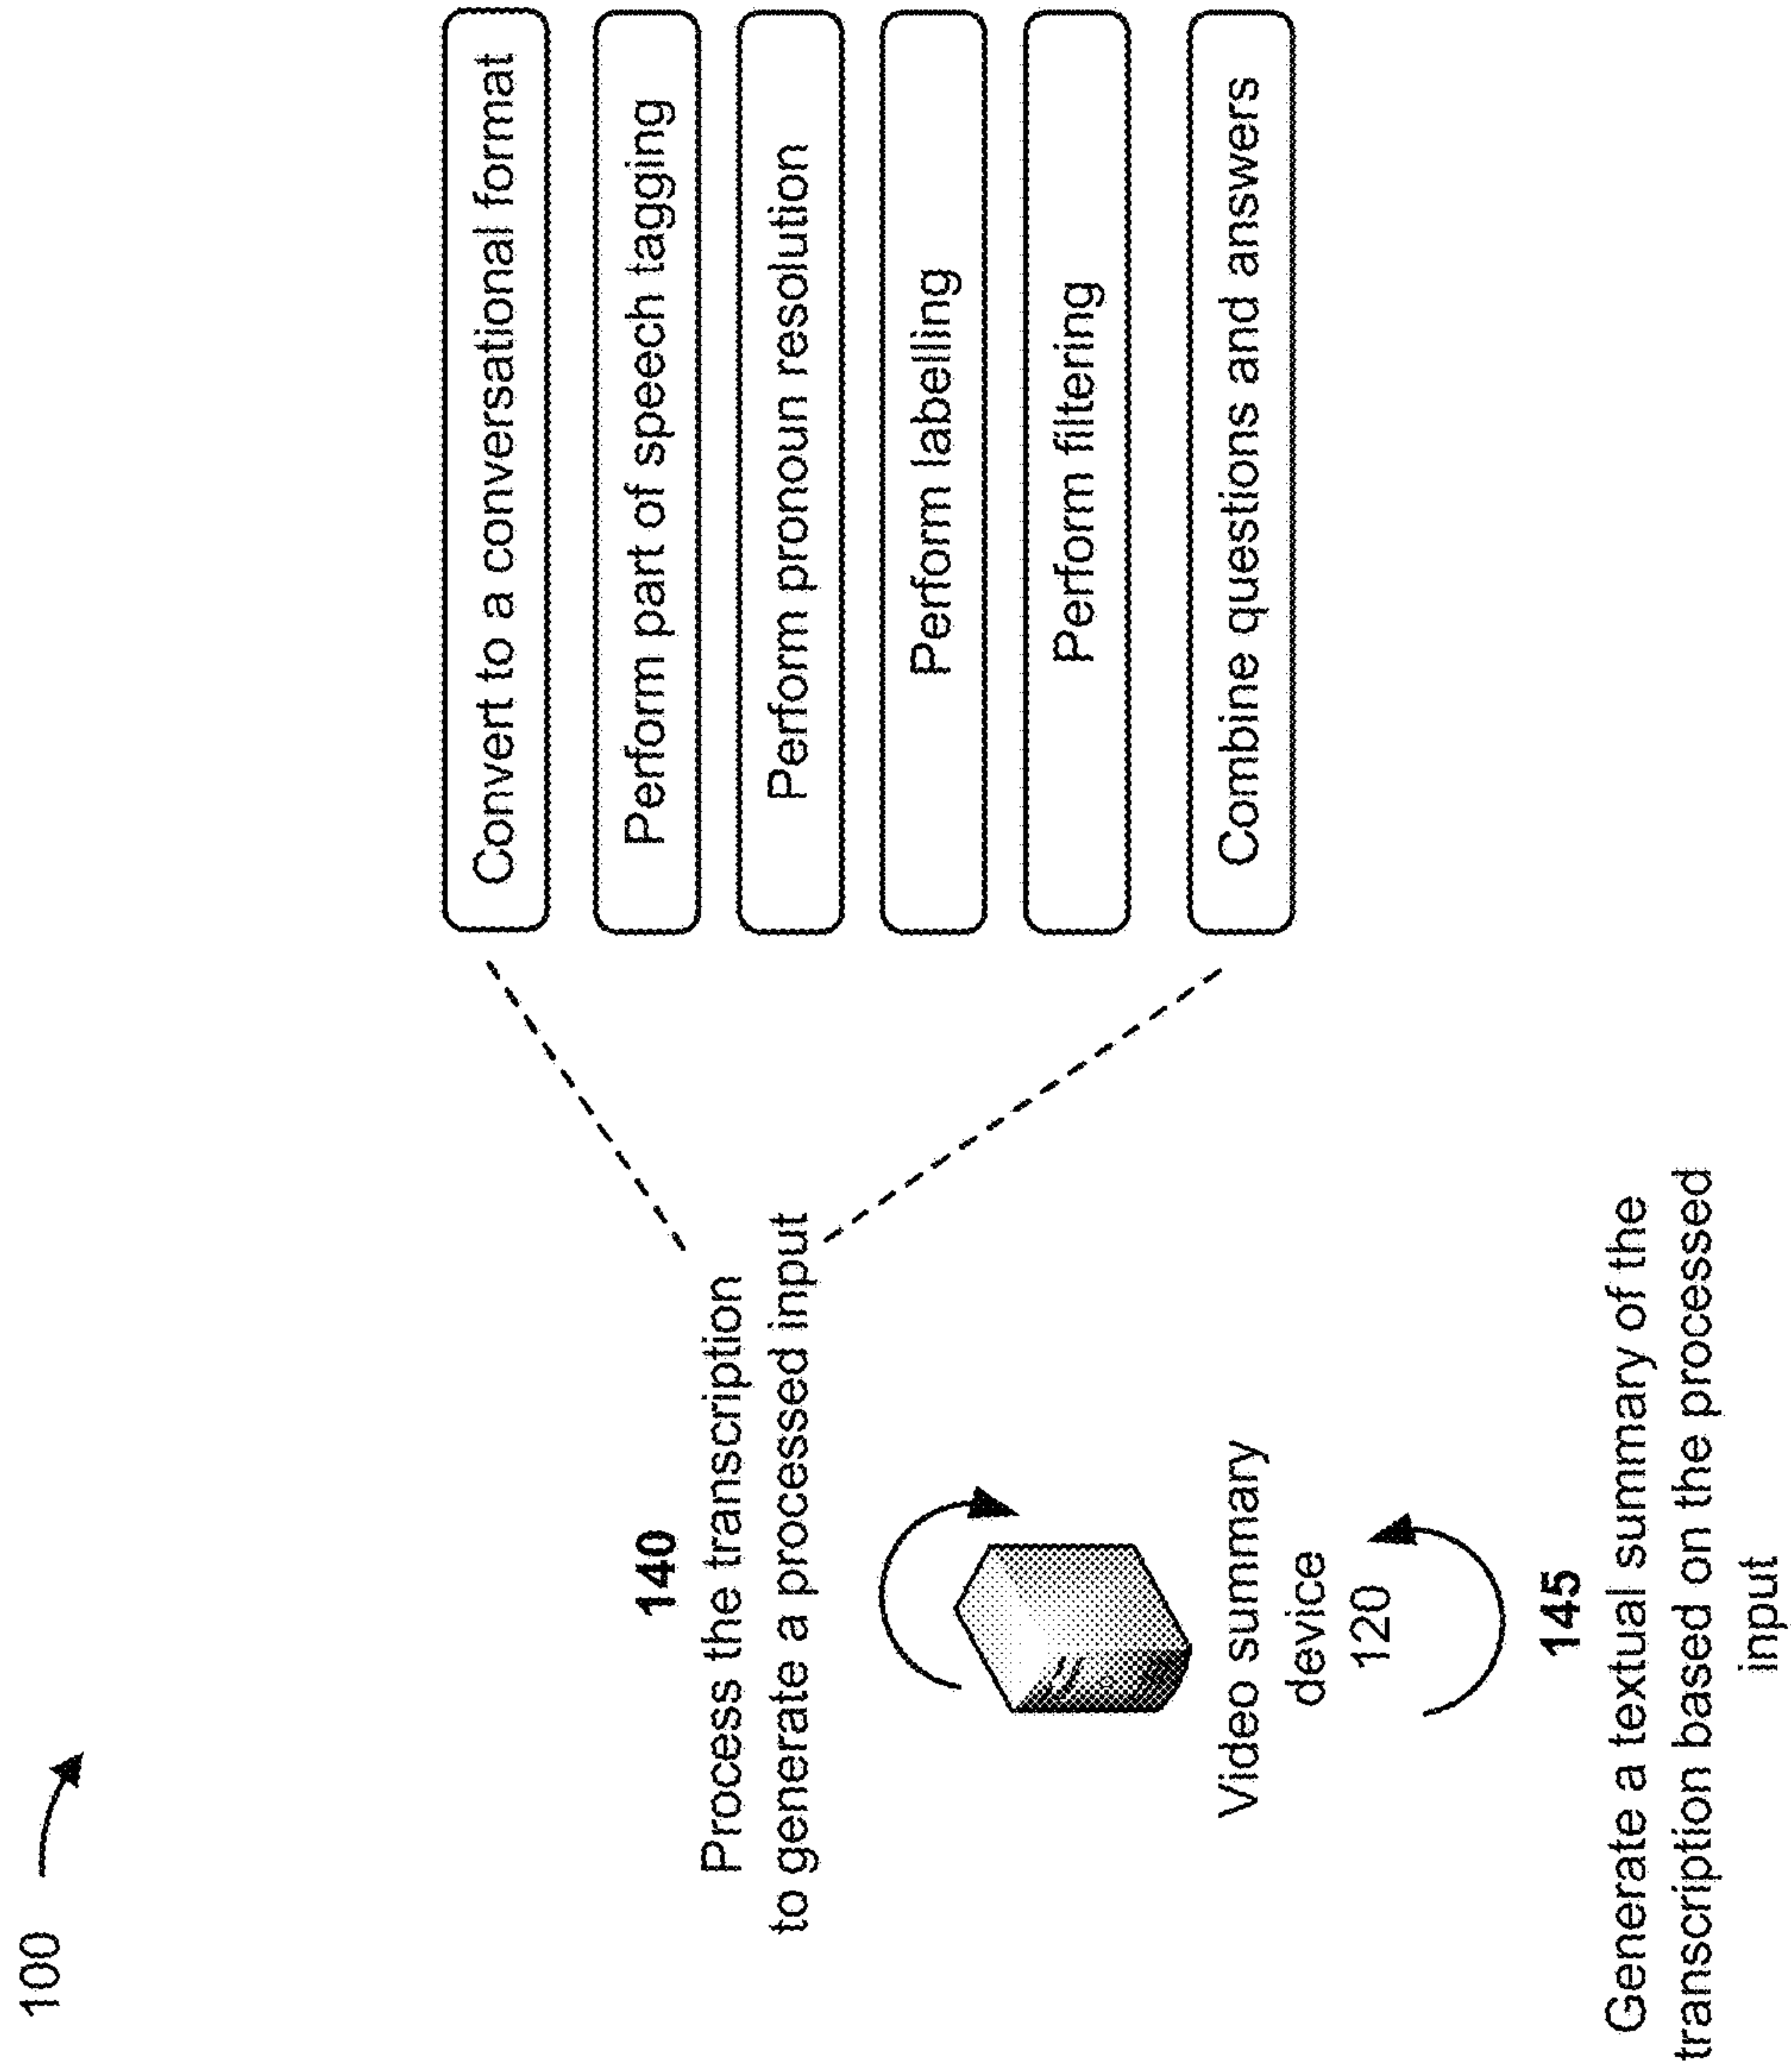 100
140
Process the transcription
to generate a processed input
Video summary
device
120
145
Generate a textual summary of the
transcription based on the processed
input
Convert to a conversational format
Perform part of speech tagging
Perform pronoun resolution
Perform labelling
Perform filtering
Combine questions and answers